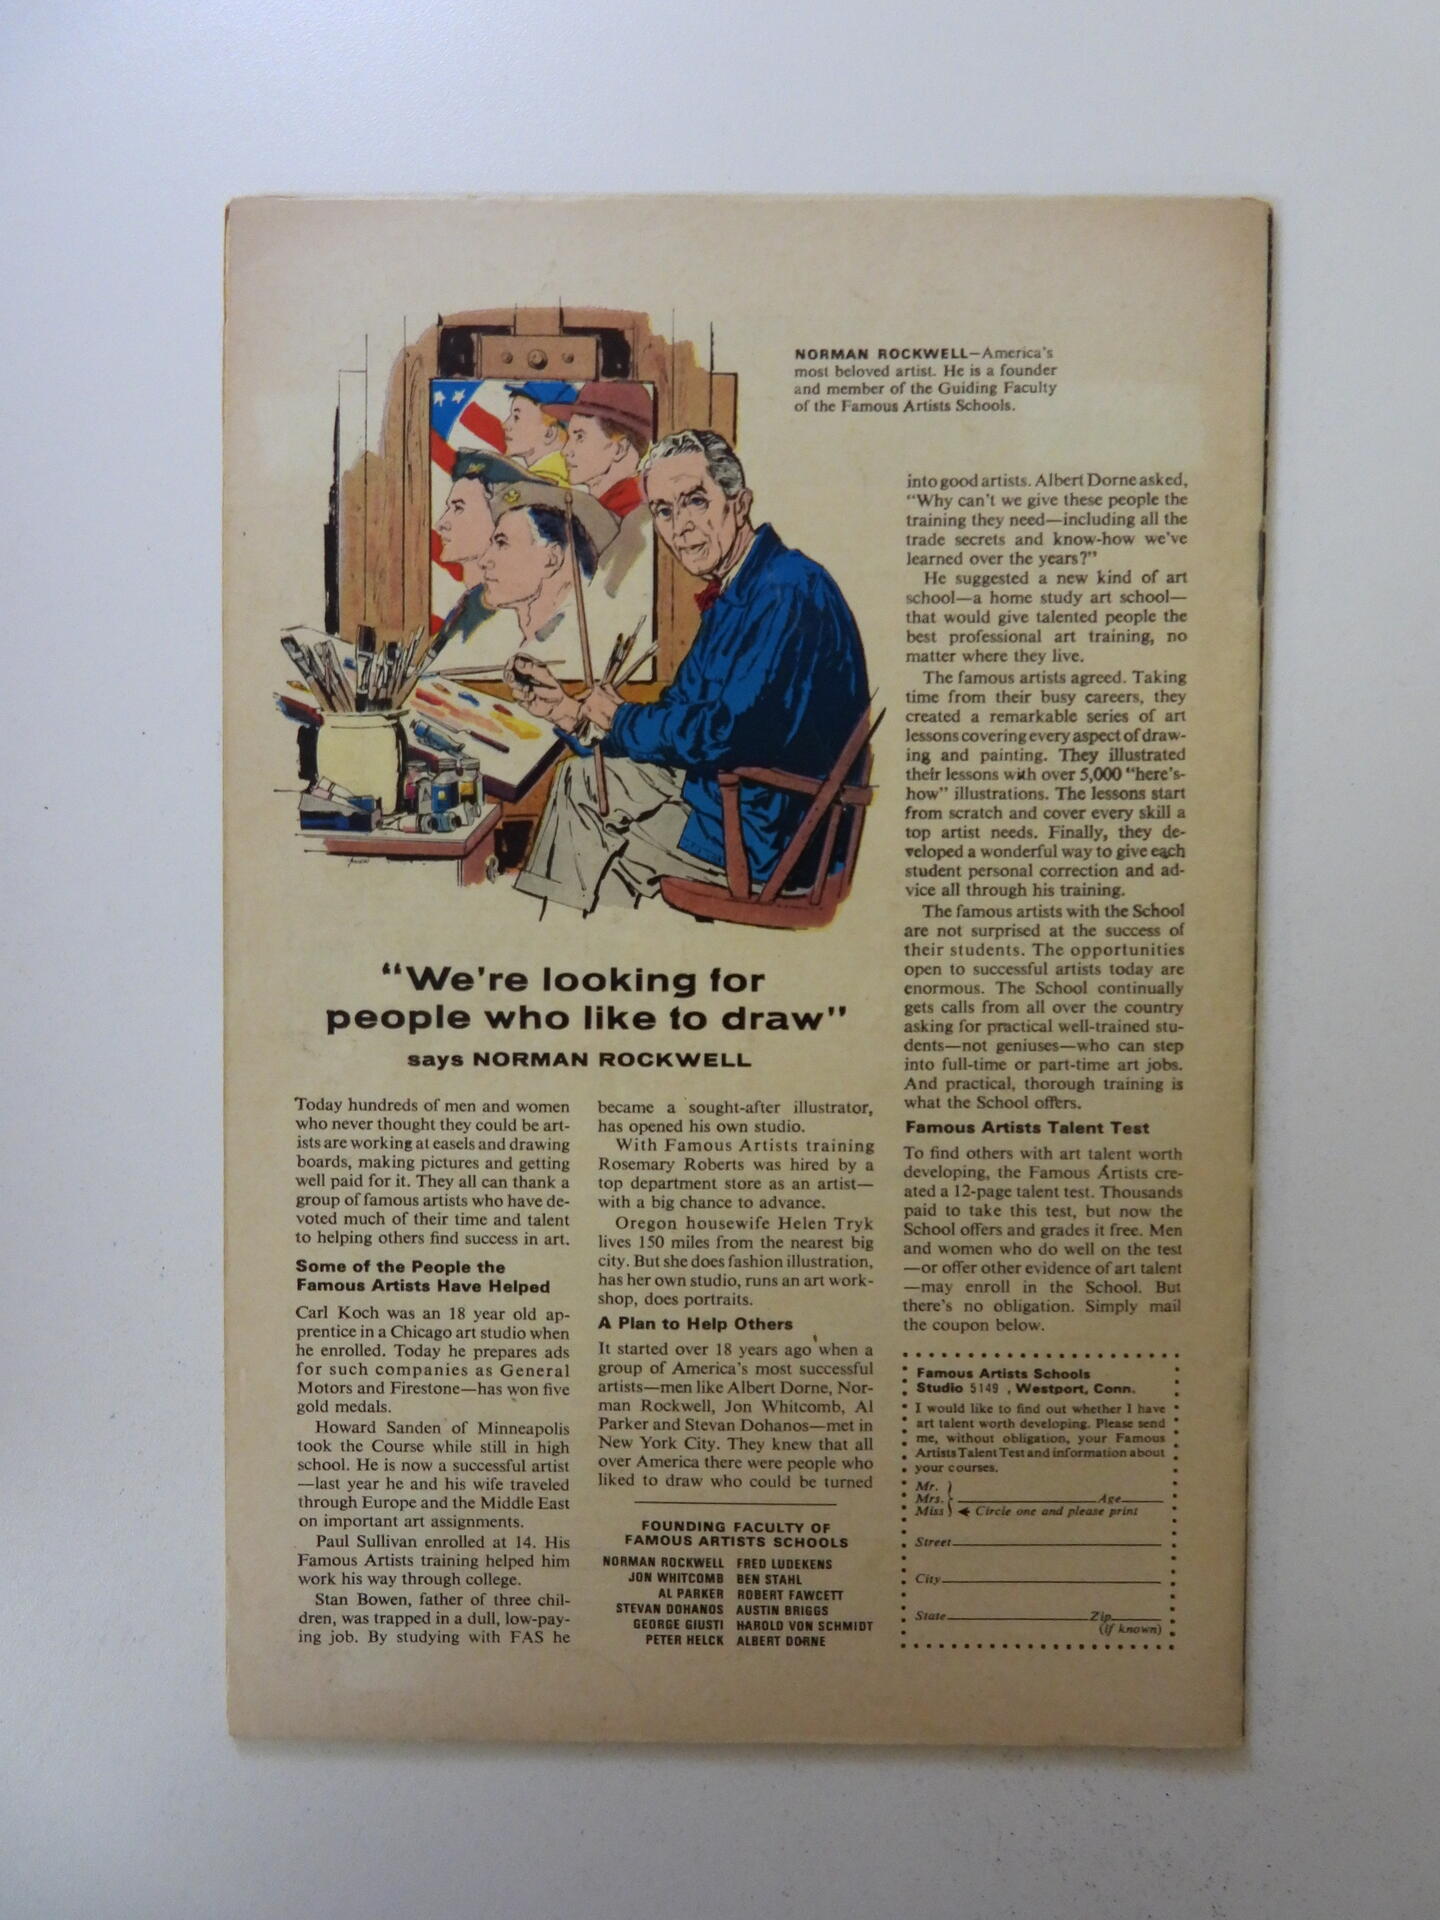 NORMAN ROCKWELL—America's
most beloved artist. He is a founder
and member of the Guiding Faculty
of the Famous Artists Schools.
"We're looking for
people who like to draw"
says NORMAN ROCKWELL
Today hundreds of men and women
who never thought they could be art-
ists are working at easels and drawing
boards, making pictures and getting
well paid for it. They all can thank a
group of famous artists who have de-
voted much of their time and talent
to helping others find success in art.
Some of the People the
Famous Artists Have Helped
Carl Koch was an 18 year old ap-
prentice in a Chicago art studio when
he enrolled. Today he prepares ads
for such companies as General
Motors and Firestone—has won five
gold medals.
Howard Sanden of Minneapolis
took the Course while still in high
school. He is now a successful artist
—last year he and his wife traveled
through Europe and the Middle East
on important art assignments.
Paul Sullivan enrolled at 14. His
Famous Artists training helped him
work his way through college.
Stan Bowen, father of three chil-
dren, was trapped in a dull, low-pay-
ing job. By studying with FAS he
became a sought-after illustrator,
has opened his own studio.
With Famous Artists training
Rosemary Roberts was hired by a
top department store as an artist—
with a big chance to advance.
Oregon housewife Helen Tryk
lives 150 miles from the nearest big
city. But she does fashion illustration,
has her own studio, runs an art work-
shop, does portraits.
A Plan to Help Others
It started over 18 years ago when a
group of America's most successful
artists—men like Albert Dorne, Nor-
man Rockwell, Jon Whitcomb, Al
Parker and Stevan Dohanos—met in
New York City. They knew that all
over America there were people who
liked to draw who could be turned
FOUNDING FACULTY OF
FAMOUS ARTISTS SCHOOLS
NORMAN ROCKWELL FRED LUDEKENS
JON WHITCOMB BEN STAHL
AL PARKER ROBERT FAWCETT
STEVAN DOHANOS AUSTIN BRIGGS
GEORGE GIUSTI HAROLD VON SCHMIDT
PETER HELCK ALBERT DORNE
into good artists. Albert Dorne asked,
"Why can't we give these people the
training they need—including all the
trade secrets and know-how we've
learned over the years?"
He suggested a new kind of art
school—a home study art school—
that would give talented people the
best professional art training, no
matter where they live.
The famous artists agreed. Taking
time from their busy careers, they
created a remarkable series of art
lessons covering every aspect of draw-
ing and painting. They illustrated
their lessons with over 5,000 "here's-
how" illustrations. The lessons start
from scratch and cover every skill a
top artist needs. Finally, they de-
veloped a wonderful way to give each
student personal correction and ad-
vice all through his training.
The famous artists with the School
are not surprised at the success of
their students. The opportunities
open to successful artists today are
enormous. The School continually
gets calls from all over the country
asking for practical well-trained stu-
dents—not geniuses—who can step
into full-time or part-time art jobs.
And practical, thorough training is
what the School offers.
Famous Artists Talent Test
To find others with art talent worth
developing, the Famous Artists cre-
ated a 12-page talent test. Thousands
paid to take this test, but now the
School offers and grades it free. Men
and women who do well on the test
—or offer other evidence of art talent
—may enroll in the School. But
there's no obligation. Simply mail
the coupon below.
Famous Artists Schools
Studio 5149 , Westport, Conn.
I would like to find out whether I have
art talent worth developing. Please send
me, without obligation, your Famous
Artists Talent Test and information about
your courses.
Mr.
Mrs. Age
Miss Circle one and please print
Street
City
State Zip
(if known)